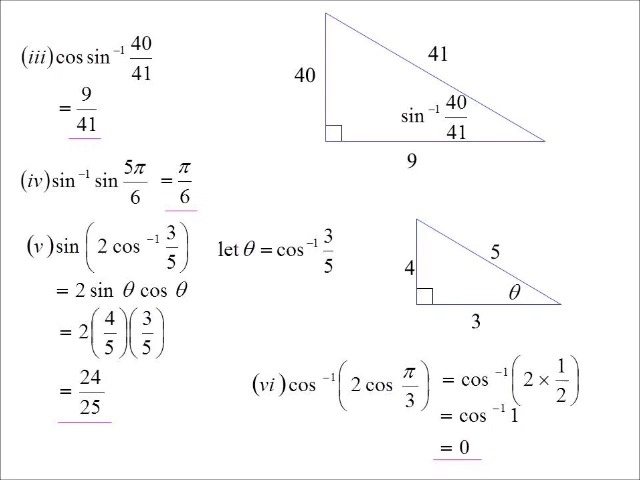 (iii) cos sin⁻¹ 40/41
= 9/41
40
41
sin⁻¹ 40/41
9
(iv) sin⁻¹ sin 5π/6 = π/6
(v) sin(2 cos⁻¹ 3/5) let θ = cos⁻¹ 3/5
= 2 sin θ cos θ
= 2(4/5)(3/5)
= 24/25
4
5
θ
3
(vi) cos⁻¹(2 cos π/3) = cos⁻¹(2 × 1/2)
= cos⁻¹ 1
= 0